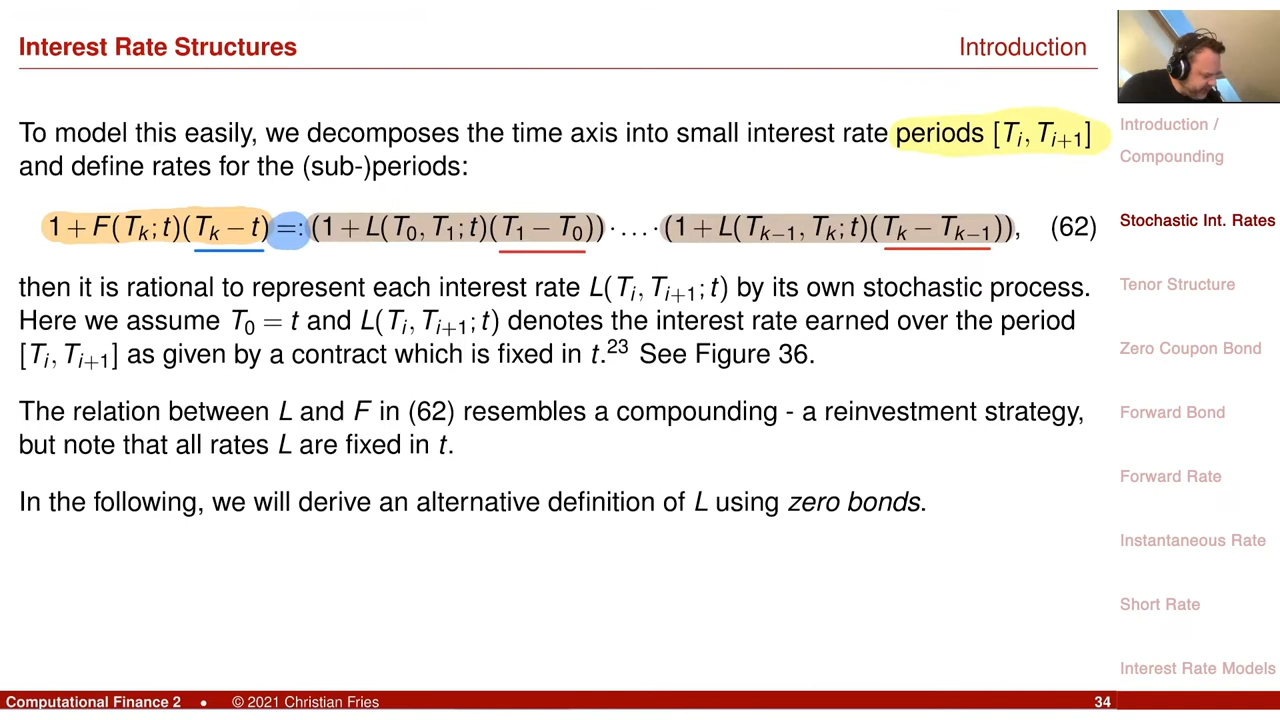 Interest Rate Structures
Introduction
To model this easily, we decomposes the time axis into small interest rate periods [T_i, T_{i+1}]
and define rates for the (sub-)periods:
1 + F(T_k; t)(T_k − t) =: (1 + L(T_0, T_1; t)(T_1 − T_0)) · … · (1 + L(T_{k−1}, T_k; t)(T_k − T_{k−1})), (62)
then it is rational to represent each interest rate L(T_i, T_{i+1}; t) by its own stochastic process.
Here we assume T_0 = t and L(T_i, T_{i+1}; t) denotes the interest rate earned over the period
[T_i, T_{i+1}] as given by a contract which is fixed in t.²³ See Figure 36.
The relation between L and F in (62) resembles a compounding - a reinvestment strategy,
but note that all rates L are fixed in t.
In the following, we will derive an alternative definition of L using zero bonds.
Introduction /
Compounding
Stochastic Int. Rates
Tenor Structure
Zero Coupon Bond
Forward Bond
Forward Rate
Instantaneous Rate
Short Rate
Interest Rate Models
Computational Finance 2 • © 2021 Christian Fries 34